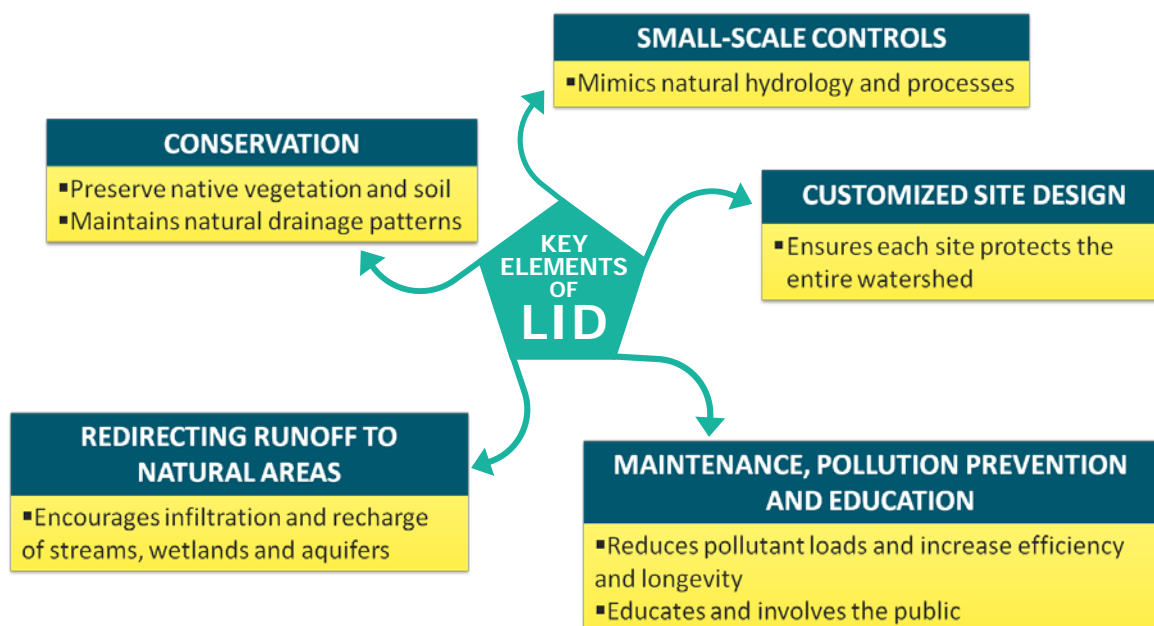 SMALL-SCALE CONTROLS
▪Mimics natural hydrology and processes
CONSERVATION
▪Preserve native vegetation and soil
▪Maintains natural drainage patterns
CUSTOMIZED SITE DESIGN
▪Ensures each site protects the
entire watershed
KEY
ELEMENTS
OF
LID
REDIRECTING RUNOFF TO
NATURAL AREAS
▪Encourages infiltration and recharge
of streams, wetlands and aquifers
MAINTENANCE, POLLUTION PREVENTION
AND EDUCATION
▪Reduces pollutant loads and increase efficiency
and longevity
▪Educates and involves the public